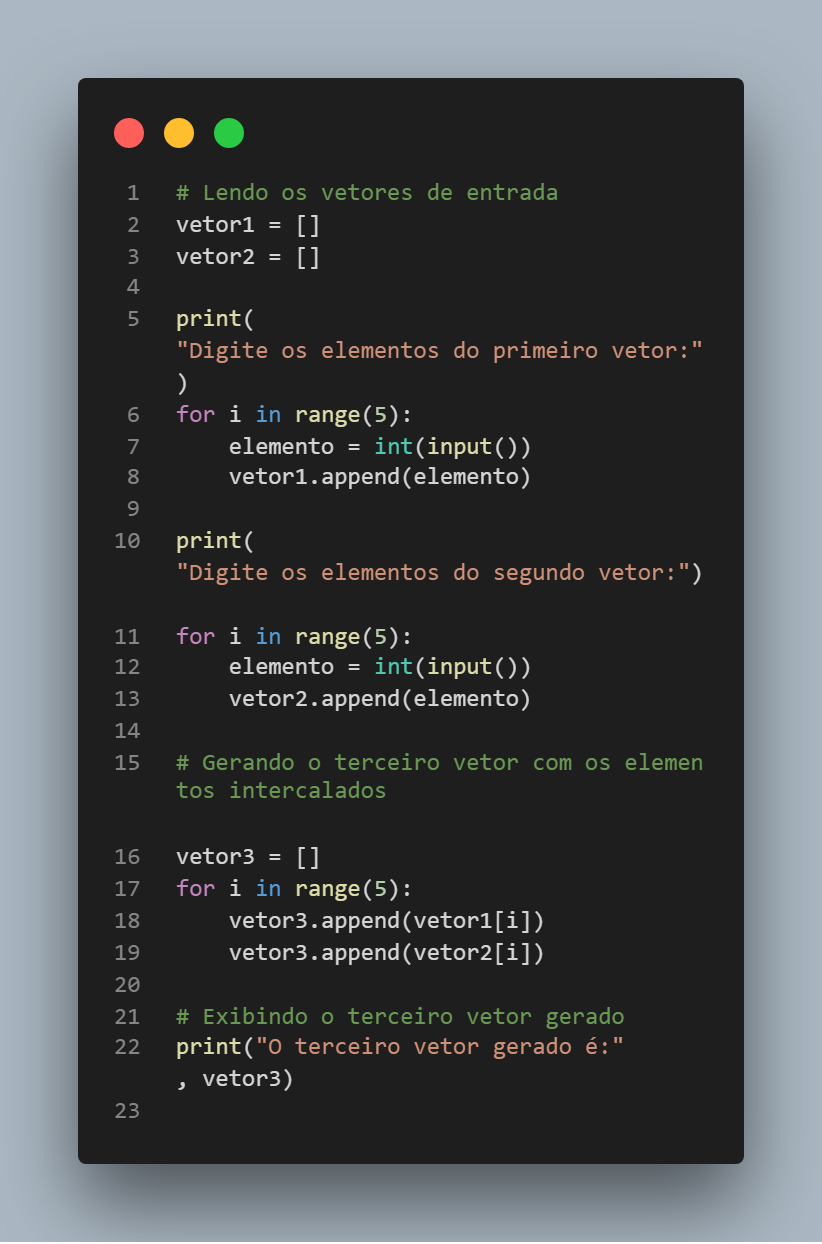 1 # Lendo os vetores de entrada
2 vetor1 = []
3 vetor2 = []
4
5 print(
"Digite os elementos do primeiro vetor:"
)
6 for i in range(5):
7     elemento = int(input())
8     vetor1.append(elemento)
9
10 print(
"Digite os elementos do segundo vetor:")
11 for i in range(5):
12     elemento = int(input())
13     vetor2.append(elemento)
14
15 # Gerando o terceiro vetor com os elemen
tos intercalados
16 vetor3 = []
17 for i in range(5):
18     vetor3.append(vetor1[i])
19     vetor3.append(vetor2[i])
20
21 # Exibindo o terceiro vetor gerado
22 print("O terceiro vetor gerado é:"
, vetor3)
23